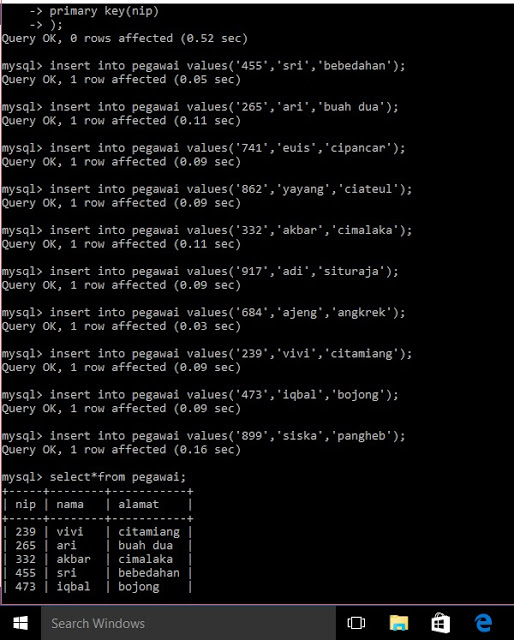 -> primary key(nip)
    -> );
Query OK, 0 rows affected (0.52 sec)
mysql> insert into pegawai values('455','sri','bebedahan');
Query OK, 1 row affected (0.05 sec)
mysql> insert into pegawai values('265','ari','buah dua');
Query OK, 1 row affected (0.11 sec)
mysql> insert into pegawai values('741','euis','cipancar');
Query OK, 1 row affected (0.09 sec)
mysql> insert into pegawai values('862','yayang','ciateul');
Query OK, 1 row affected (0.09 sec)
mysql> insert into pegawai values('332','akbar','cimalaka');
Query OK, 1 row affected (0.11 sec)
mysql> insert into pegawai values('917','adi','situraja');
Query OK, 1 row affected (0.09 sec)
mysql> insert into pegawai values('684','ajeng','angkrek');
Query OK, 1 row affected (0.03 sec)
mysql> insert into pegawai values('239','vivi','citamiang');
Query OK, 1 row affected (0.09 sec)
mysql> insert into pegawai values('473','iqbal','bojong');
Query OK, 1 row affected (0.09 sec)
mysql> insert into pegawai values('899','siska','pangheb');
Query OK, 1 row affected (0.16 sec)
mysql> select*from pegawai;
+-----+--------+-----------+
| nip | nama   | alamat    |
+-----+--------+-----------+
| 239 | vivi   | citamiang |
| 265 | ari    | buah dua  |
| 332 | akbar  | cimalaka  |
| 455 | sri    | bebedahan |
| 473 | iqbal  | bojong    |
Search Windows